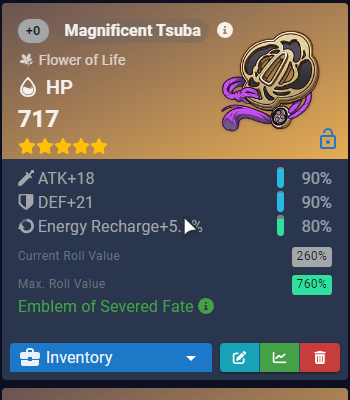 +0 Magnificent Tsuba
Flower of Life
HP
717
ATK+18 90%
DEF+21 90%
Energy Recharge+5. % 80%
Current Roll Value 260%
Max. Roll Value 760%
Emblem of Severed Fate
Inventory